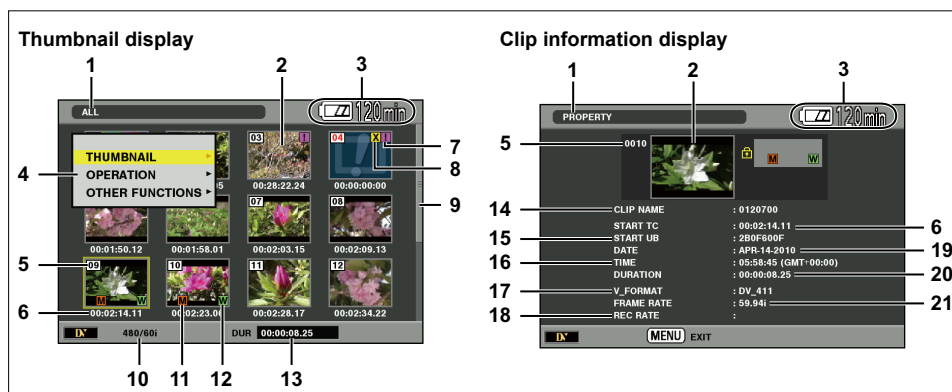 Thumbnail display
Clip information display
1 2 3
1 2 3
ALL
120min
PROPERTY
120min
THUMBNAIL
OPERATION
OTHER FUNCTIONS
03 !
04 X !
05
00:28:22.24
00:00:00:00
07
08
00:01:50.12
00:01:58.01
00:02:03.15
00:02:09.13
09 M W
10 M W
11
12
00:02:14.11
00:02:23.06
00:02:28.17
00:02:34.22
DV
480/60i
DUR 00:00:08.25
4
5
6
7
8
9
10 11 12 13
5
0010
M W
14
CLIP NAME : 0120700
START TC : 00:02:14.11
6
15
START UB : 2B0F600F
DATE : APR-14-2010
19
16
TIME : 05:58:45 (GMT+00:00)
DURATION : 00:00:08.25
20
17
V_FORMAT : DV_411
FRAME RATE : 59.94i
21
18
REC RATE :
DV
MENU EXIT